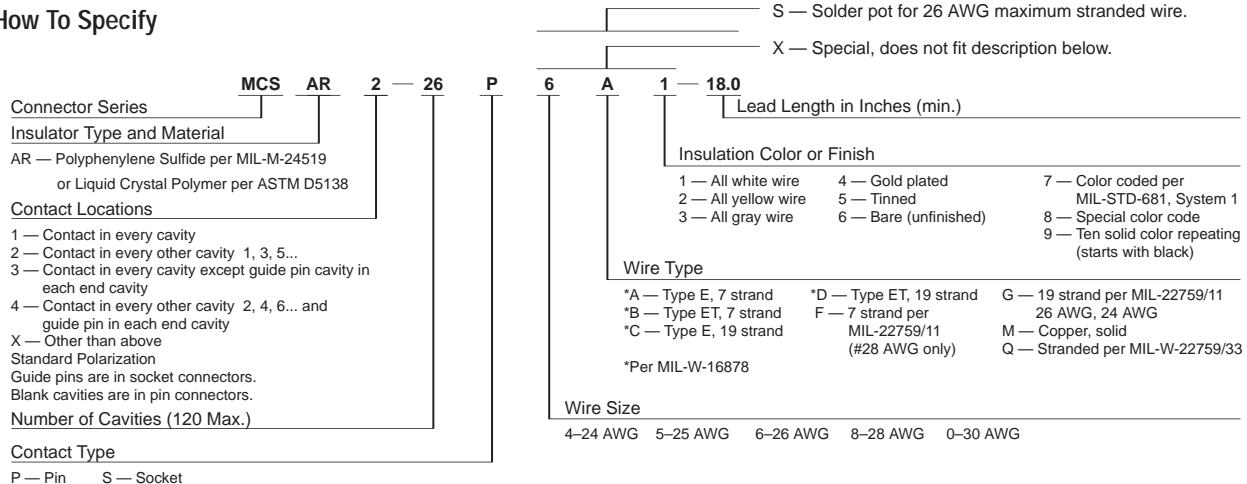 How To Specify
S — Solder pot for 26 AWG maximum stranded wire.
X — Special, does not fit description below.
MCS AR 2 — 26 P 6 A 1 — 18.0
Connector Series
Lead Length in Inches (min.)
Insulator Type and Material
AR — Polyphenylene Sulfide per MIL-M-24519
or Liquid Crystal Polymer per ASTM D5138
Contact Locations
1 — Contact in every cavity
2 — Contact in every other cavity 1, 3, 5...
3 — Contact in every cavity except guide pin cavity in
each end cavity
4 — Contact in every other cavity 2, 4, 6... and
guide pin in each end cavity
X — Other than above
Standard Polarization
Guide pins are in socket connectors.
Blank cavities are in pin connectors.
Number of Cavities (120 Max.)
Contact Type
P — Pin S — Socket
Insulation Color or Finish
1 — All white wire
2 — All yellow wire
3 — All gray wire
4 — Gold plated
5 — Tinned
6 — Bare (unfinished)
7 — Color coded per
MIL-STD-681, System 1
8 — Special color code
9 — Ten solid color repeating
(starts with black)
Wire Type
*A — Type E, 7 strand
*B — Type ET, 7 strand
*C — Type E, 19 strand
*Per MIL-W-16878
*D — Type ET, 19 strand
F — 7 strand per
MIL-22759/11
(#28 AWG only)
G — 19 strand per MIL-22759/11
26 AWG, 24 AWG
M — Copper, solid
Q — Stranded per MIL-W-22759/33
Wire Size
4–24 AWG 5–25 AWG 6–26 AWG 8–28 AWG 0–30 AWG